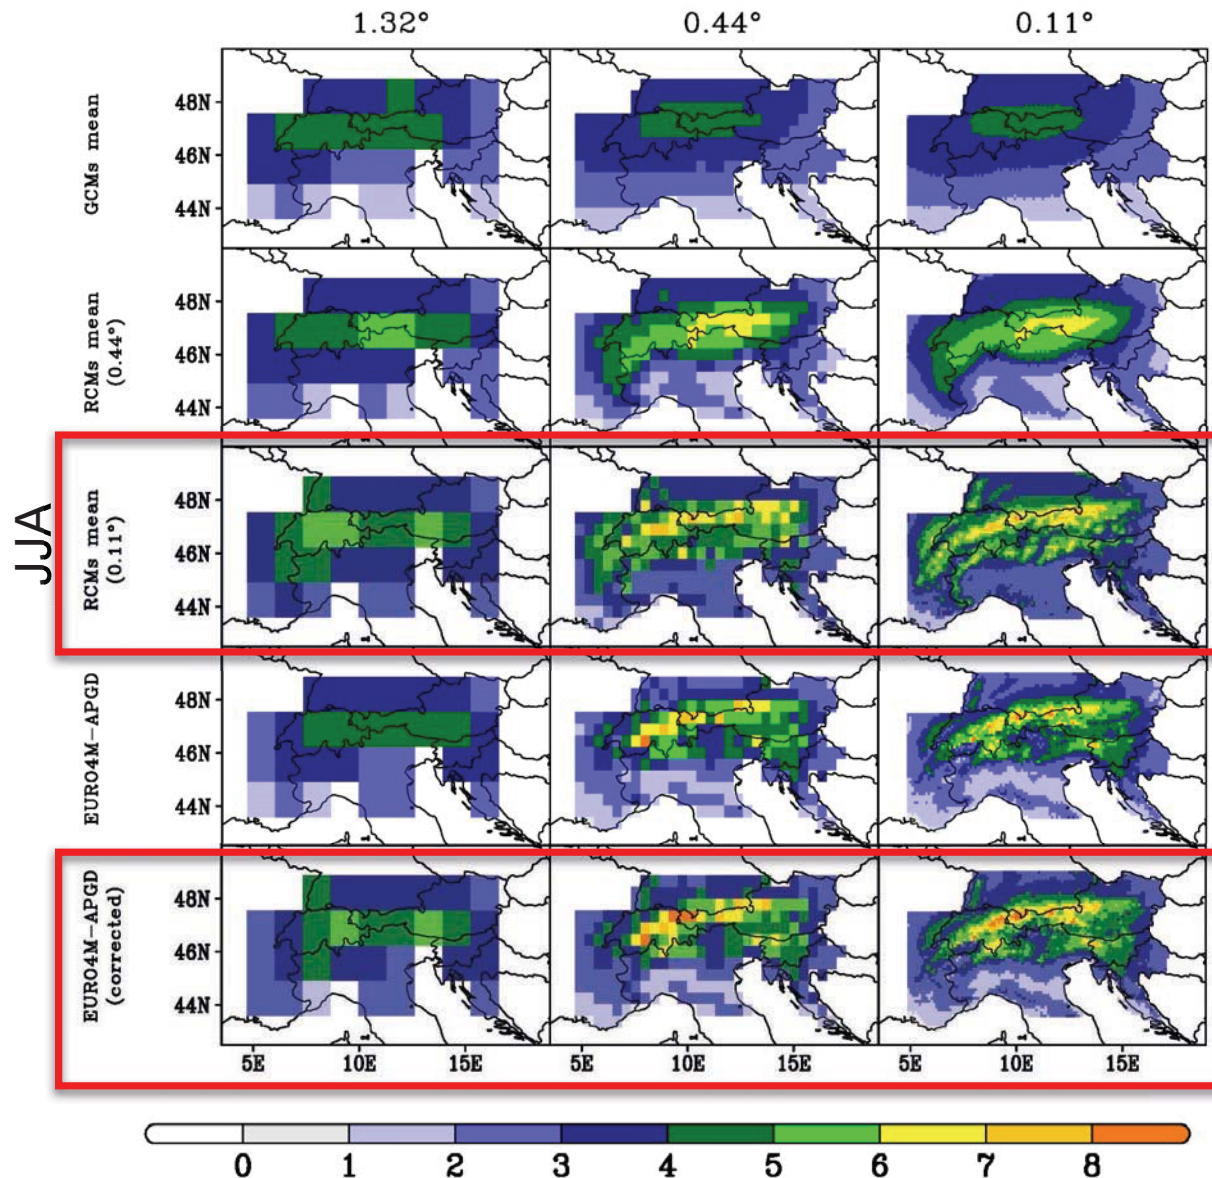 1.32° 0.44° 0.11°
GCMs mean
48N
46N
44N
RCMs mean
(0.44°)
48N
46N
44N
JJA
RCMs mean
(0.11°)
48N
46N
44N
EURO4M-APGD
48N
46N
44N
EURO4M-APGD
(corrected)
48N
46N
44N
5E 10E 15E 5E 10E 15E 5E 10E 15E
0 1 2 3 4 5 6 7 8